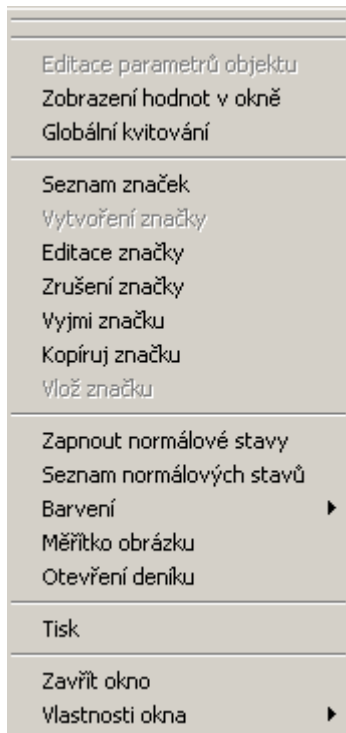 Editace parametrů objektu
Zobrazení hodnot v okně
Globální kvitování
Seznam značek
Vytvoření značky
Editace značky
Zrušení značky
Vyjmi značku
Kopíruj značku
Vlož značku
Zapnout normálové stavy
Seznam normálových stavů
Barvení
Měřítko obrázku
Otevření deníku
Tisk
Zavřít okno
Vlastnosti okna